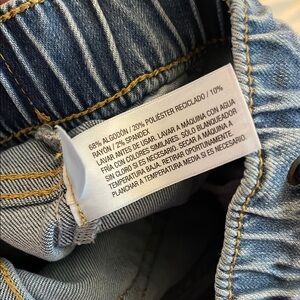 68% ALGODÓN / 20% POLIÉSTER RECICLADO / 10%
RAYÓN / 2% SPANDEX
LAVAR ANTES DE USAR. LAVAR A MÁQUINA CON AGUA
FRÍA CON COLORES SIMILARES. SÓLO BLANQUEADOR
SIN CLORO SI ES NECESARIO. SECAR A MÁQUINA A
TEMPERATURA BAJA. RETIRAR OPORTUNAMENTE.
PLANCHAR A TEMPERATURA MEDIA SI ES NECESARIO.